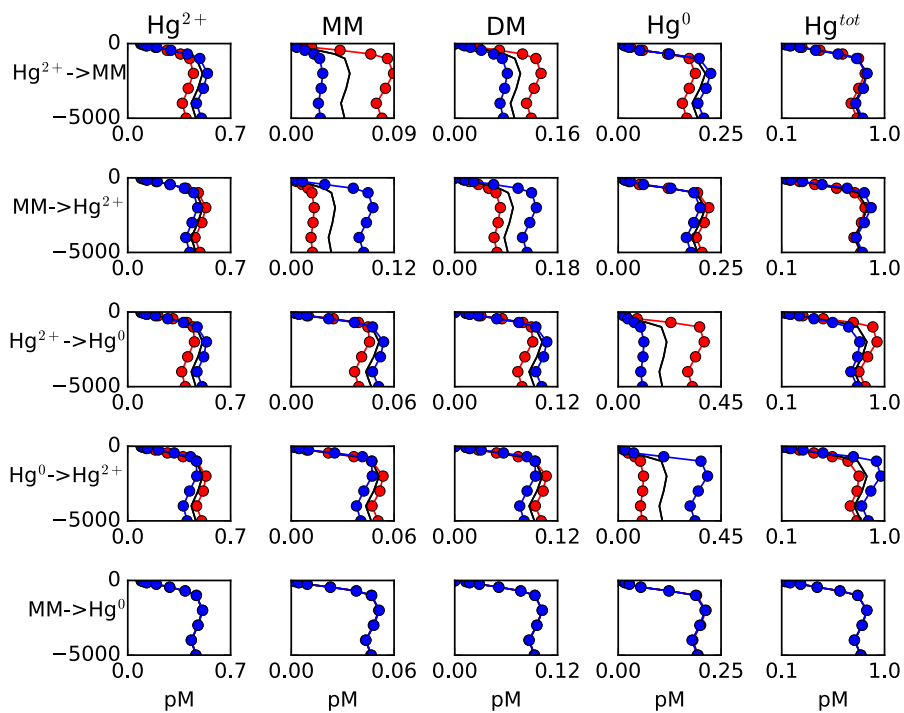 Hg²⁺ MM DM Hg⁰ Hgᵗᵒᵗ
0
Hg²⁺->MM
−5000
0.0 0.7 0.00 0.09 0.00 0.16 0.00 0.25 0.1 1.0
0
MM->Hg²⁺
−5000
0.0 0.7 0.00 0.12 0.00 0.18 0.00 0.25 0.1 1.0
0
Hg²⁺->Hg⁰
−5000
0.0 0.7 0.00 0.06 0.00 0.12 0.00 0.45 0.1 1.0
0
Hg⁰->Hg²⁺
−5000
0.0 0.7 0.00 0.06 0.00 0.12 0.00 0.45 0.1 1.0
0
MM->Hg⁰
−5000
0.0 0.7 0.00 0.06 0.00 0.12 0.00 0.25 0.1 1.0
pM pM pM pM pM